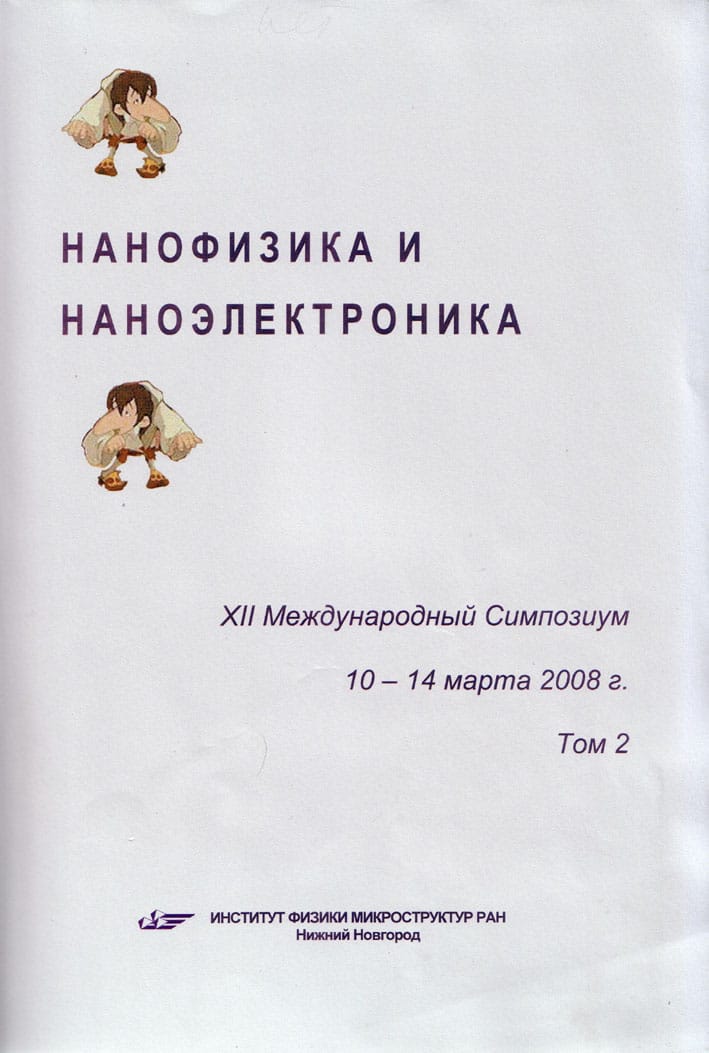 НАНОФИЗИКА И
НАНОЭЛЕКТРОНИКА
XII Международный Симпозиум
10 – 14 марта 2008 г.
Том 2
ИНСТИТУТ ФИЗИКИ МИКРОСТРУКТУР РАН
Нижний Новгород